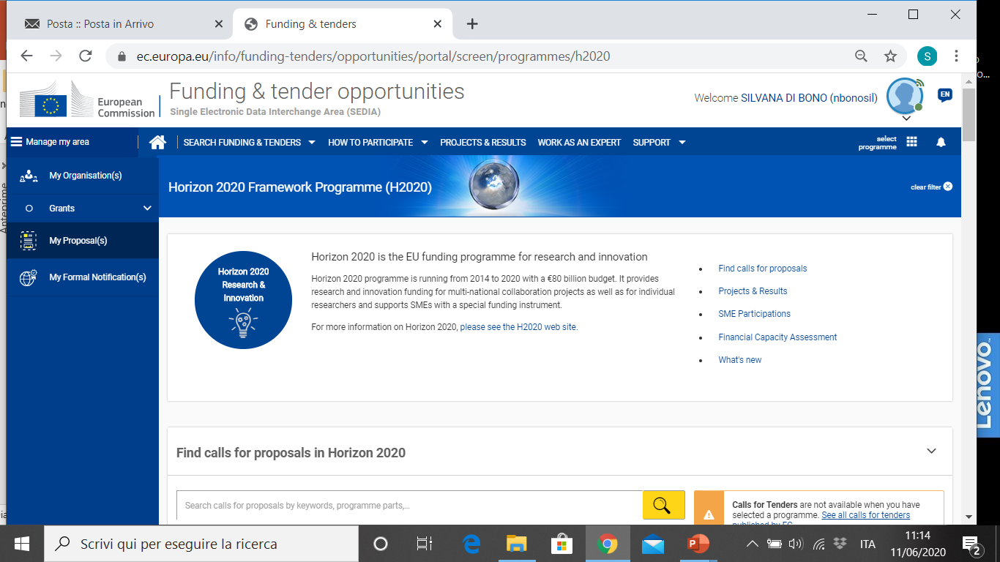 Posta :: Posta in Arrivo
Funding & tenders
ec.europa.eu/info/funding-tenders/opportunities/portal/screen/programmes/h2020
S
European
Commission
Funding & tender opportunities
Single Electronic Data Interchange Area (SEDIA)
Welcome SILVANA DI BONO (nbonosil)
EN
Manage my area
SEARCH FUNDING & TENDERS
HOW TO PARTICIPATE
PROJECTS & RESULTS
WORK AS AN EXPERT
SUPPORT
select
programme
My Organisation(s)
Grants
My Proposal(s)
My Formal Notification(s)
Horizon 2020 Framework Programme (H2020)
clear filter
Horizon 2020
Research &
Innovation
Horizon 2020 is the EU funding programme for research and innovation
Horizon 2020 programme is running from 2014 to 2020 with a €80 billion budget. It provides
research and innovation funding for multi-national collaboration projects as well as for individual
researchers and supports SMEs with a special funding instrument.
For more information on Horizon 2020, please see the H2020 web site.
Find calls for proposals
Projects & Results
SME Participations
Financial Capacity Assessment
What's new
Find calls for proposals in Horizon 2020
Search calls for proposals by keywords, programme parts,...
Calls for Tenders are not available when you have
selected a programme. See all calls for tenders
published by EC
Anteprime
Lenovo
Scrivi qui per eseguire la ricerca
ITA
11:14
11/06/2020
2